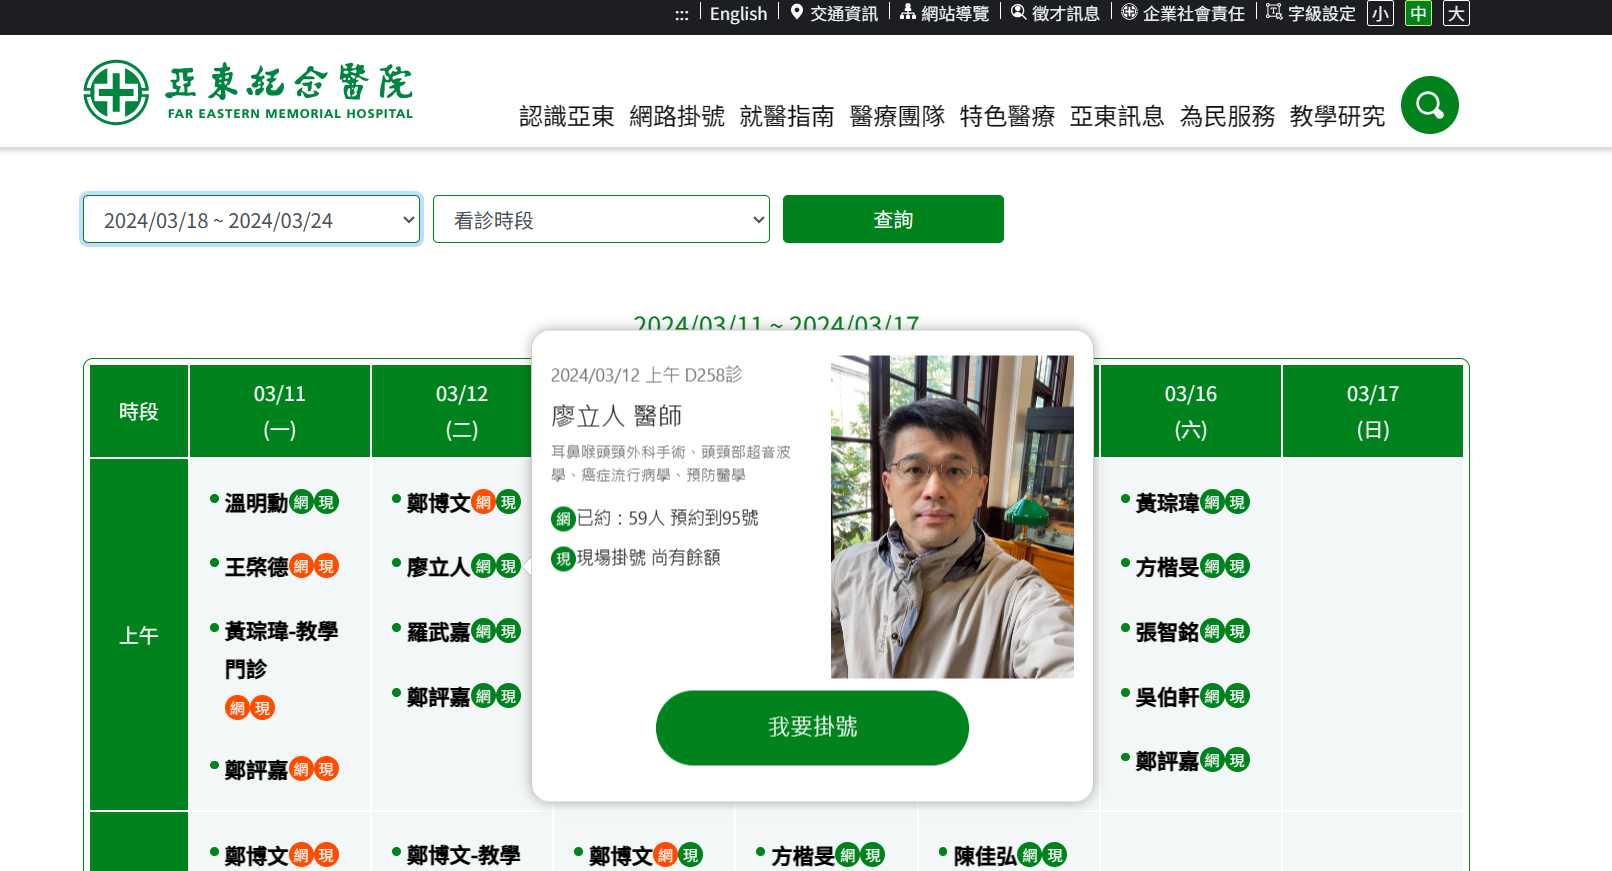 :::
English
交通資訊
網站導覽
徵才訊息
企業社會責任
字級設定
小
中
大
亞東紀念醫院
FAR EASTERN MEMORIAL HOSPITAL
認識亞東 網路掛號 就醫指南 醫療團隊 特色醫療 亞東訊息 為民服務 教學研究
2024/03/18 ~ 2024/03/24
看診時段
查詢
2024/03/11 ~ 2024/03/17
時段
03/11
(一)
03/12
(二)
03/16
(六)
03/17
(日)
上午
溫明勳網現
王棨德網現
黃琮瑋-教學
門診
網現
鄭評嘉網現
鄭博文網現
廖立人網現
羅武嘉網現
鄭評嘉網現
2024/03/12 上午 D258診
廖立人 醫師
耳鼻喉頭頸外科手術、頭頸部超音波
學、癌症流行病學、預防醫學
網已約：59人 預約到95號
現現場掛號 尚有餘額
我要掛號
黃琮瑋網現
方楷旻網現
張智銘網現
吳伯軒網現
鄭評嘉網現
鄭博文網現
鄭博文-教學
鄭博文網現
方楷旻網現
陳佳弘網現